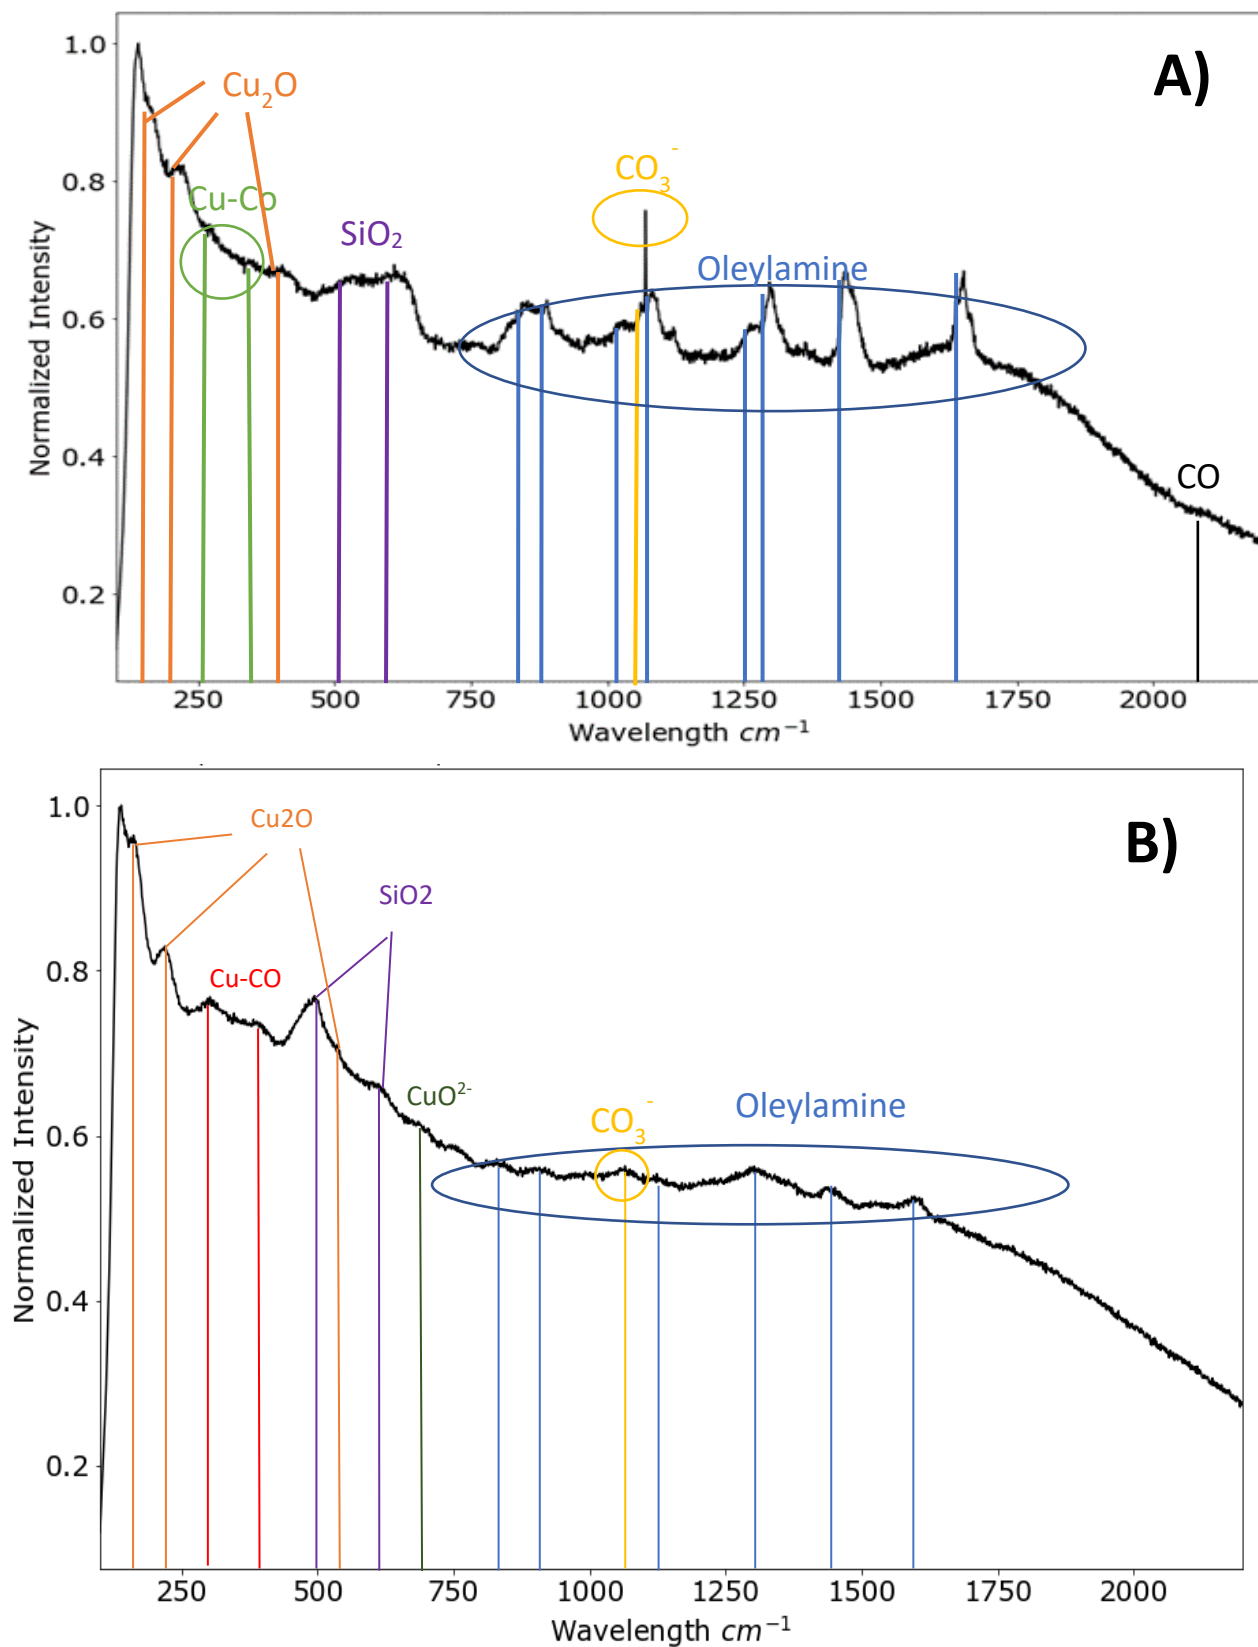 A)
1.0
Cu₂O
0.8
CO₃⁻
Cu-Co
SiO₂
Oleylamine
0.6
Normalized Intensity
0.4
CO
0.2
250 500 750 1000 1250 1500 1750 2000
Wavelength cm⁻¹
B)
1.0
Cu2O
SiO2
0.8
Cu-CO
CuO²⁻
Oleylamine
CO₃⁻
0.6
Normalized Intensity
0.4
0.2
250 500 750 1000 1250 1500 1750 2000
Wavelength cm⁻¹